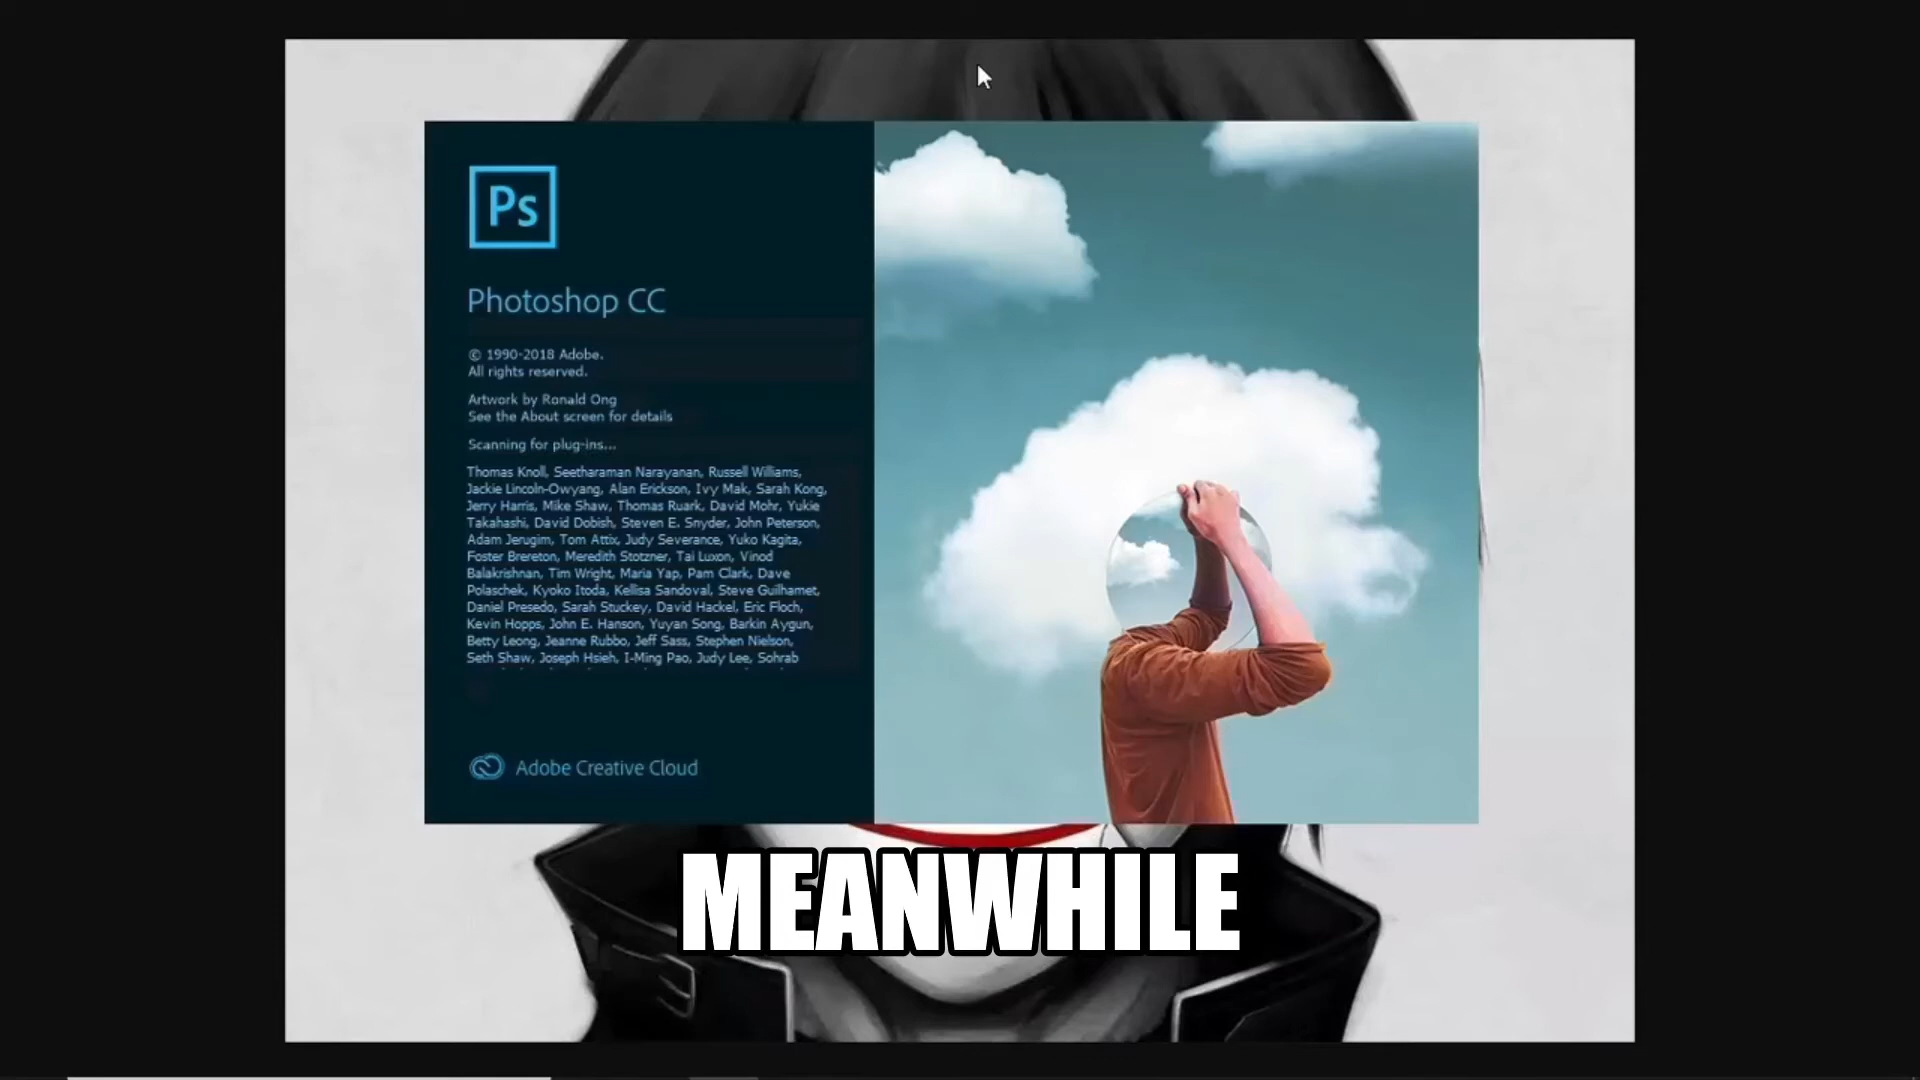 Ps
Photoshop CC
© 1990-2018 Adobe.
All rights reserved.
Artwork by Ronald Ong
See the About screen for details
Scanning for plug-ins...
Thomas Knoll, Seetharaman Narayanan, Russell Williams,
Jackie Lincoln-Owyang, Alan Erickson, Ivy Mak, Sarah Kong,
Jerry Harris, Mike Shaw, Thomas Ruark, David Mohr, Yukie
Takahashi, David Dobish, Steven E. Snyder, John Peterson,
Adam Jerugim, Tom Attix, Judy Severance, Yuko Kagita,
Foster Brereton, Meredith Stotzner, Tai Luxon, Vinod
Balakrishnan, Tim Wright, Maria Yap, Pam Clark, Dave
Polaschek, Kyoko Itoda, Kellisa Sandoval, Steve Guilhamet,
Daniel Presedo, Sarah Stuckey, David Hackel, Eric Floch,
Kevin Hopps, John E. Hanson, Yuyan Song, Barkin Aygun,
Betty Leong, Jeanne Rubbo, Jeff Sass, Stephen Nielson,
Seth Shaw, Joseph Hsieh, I-Ming Pao, Judy Lee, Sohrab
Adobe Creative Cloud
MEANWHILE